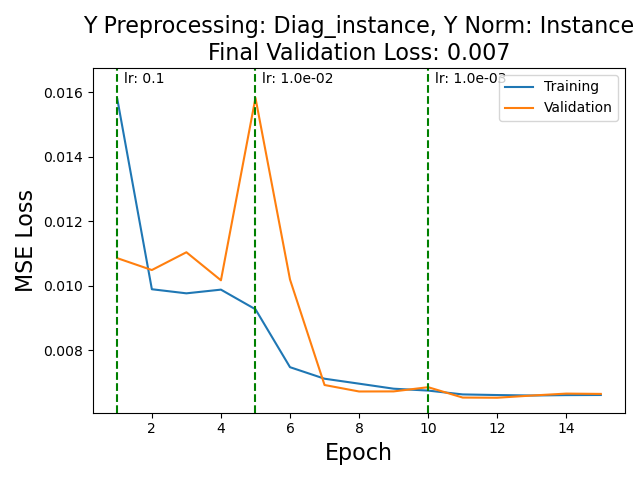 Y Preprocessing: Diag_instance, Y Norm: Instance
Final Validation Loss: 0.007
lr: 0.1
lr: 1.0e-02
lr: 1.0e-03
Training
Validation
0.016
0.014
0.012
0.010
0.008
MSE Loss
2 4 6 8 10 12 14
Epoch